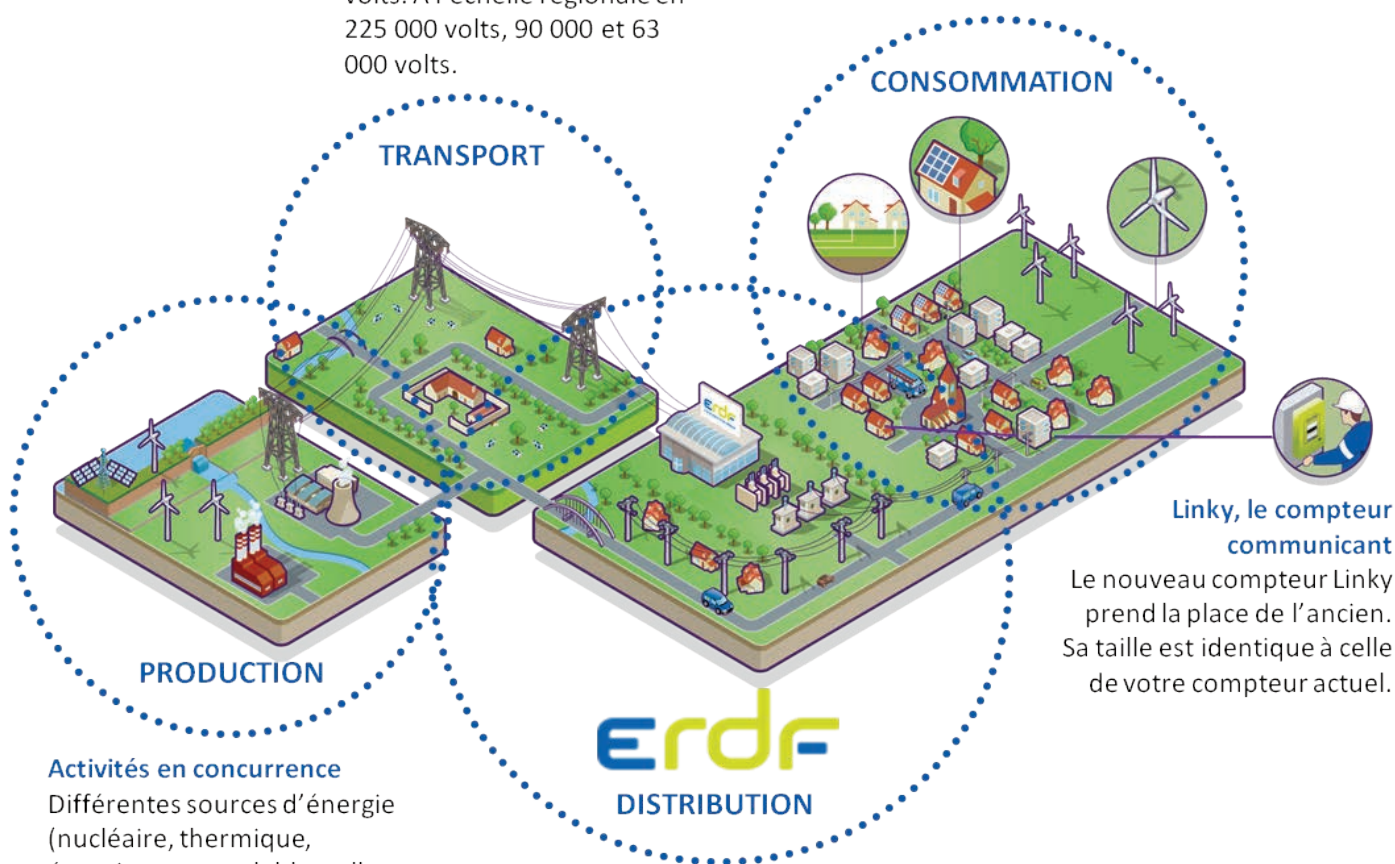 225 000 volts, 90 000 et 63
000 volts.
CONSOMMATION
TRANSPORT
Erdf
Linky, le compteur
communicant
Le nouveau compteur Linky
prend la place de l'ancien.
Sa taille est identique à celle
de votre compteur actuel.
PRODUCTION
erdf
DISTRIBUTION
Activités en concurrence
Différentes sources d'énergie
(nucléaire, thermique,